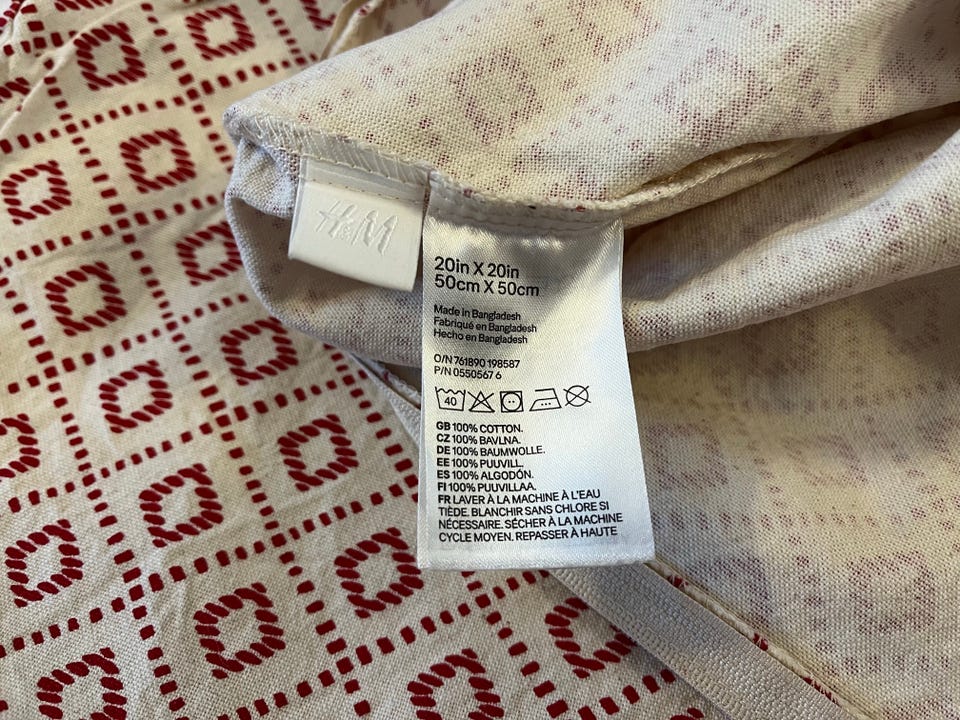 H&M
20in X 20in
50cm X 50cm
Made in Bangladesh
Fabriqué en Bangladesh
Hecho en Bangladesh
O/N 761890 198587
P/N 0550567 6
40
GB 100% COTTON.
CZ 100% BAVLNA.
DE 100% BAUMWOLLE.
EE 100% PUUVILL.
ES 100% ALGODÓN.
FI 100% PUUVILLAA.
FR LAVER À LA MACHINE À L'EAU
TIÈDE. BLANCHIR SANS CHLORE SI
NÉCESSAIRE. SÉCHER À LA MACHINE
CYCLE MOYEN. REPASSER À HAUTE